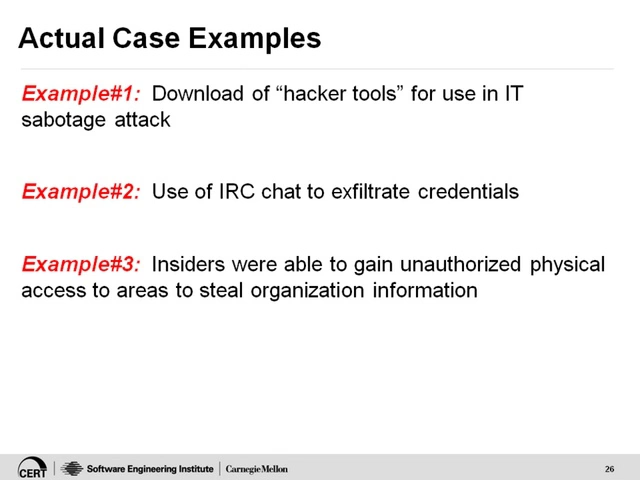 Actual Case Examples
Example#1: Download of “hacker tools” for use in IT
sabotage attack
Example#2: Use of IRC chat to exfiltrate credentials
Example#3: Insiders were able to gain unauthorized physical
access to areas to steal organization information
CERT Software Engineering Institute CarnegieMellon 26